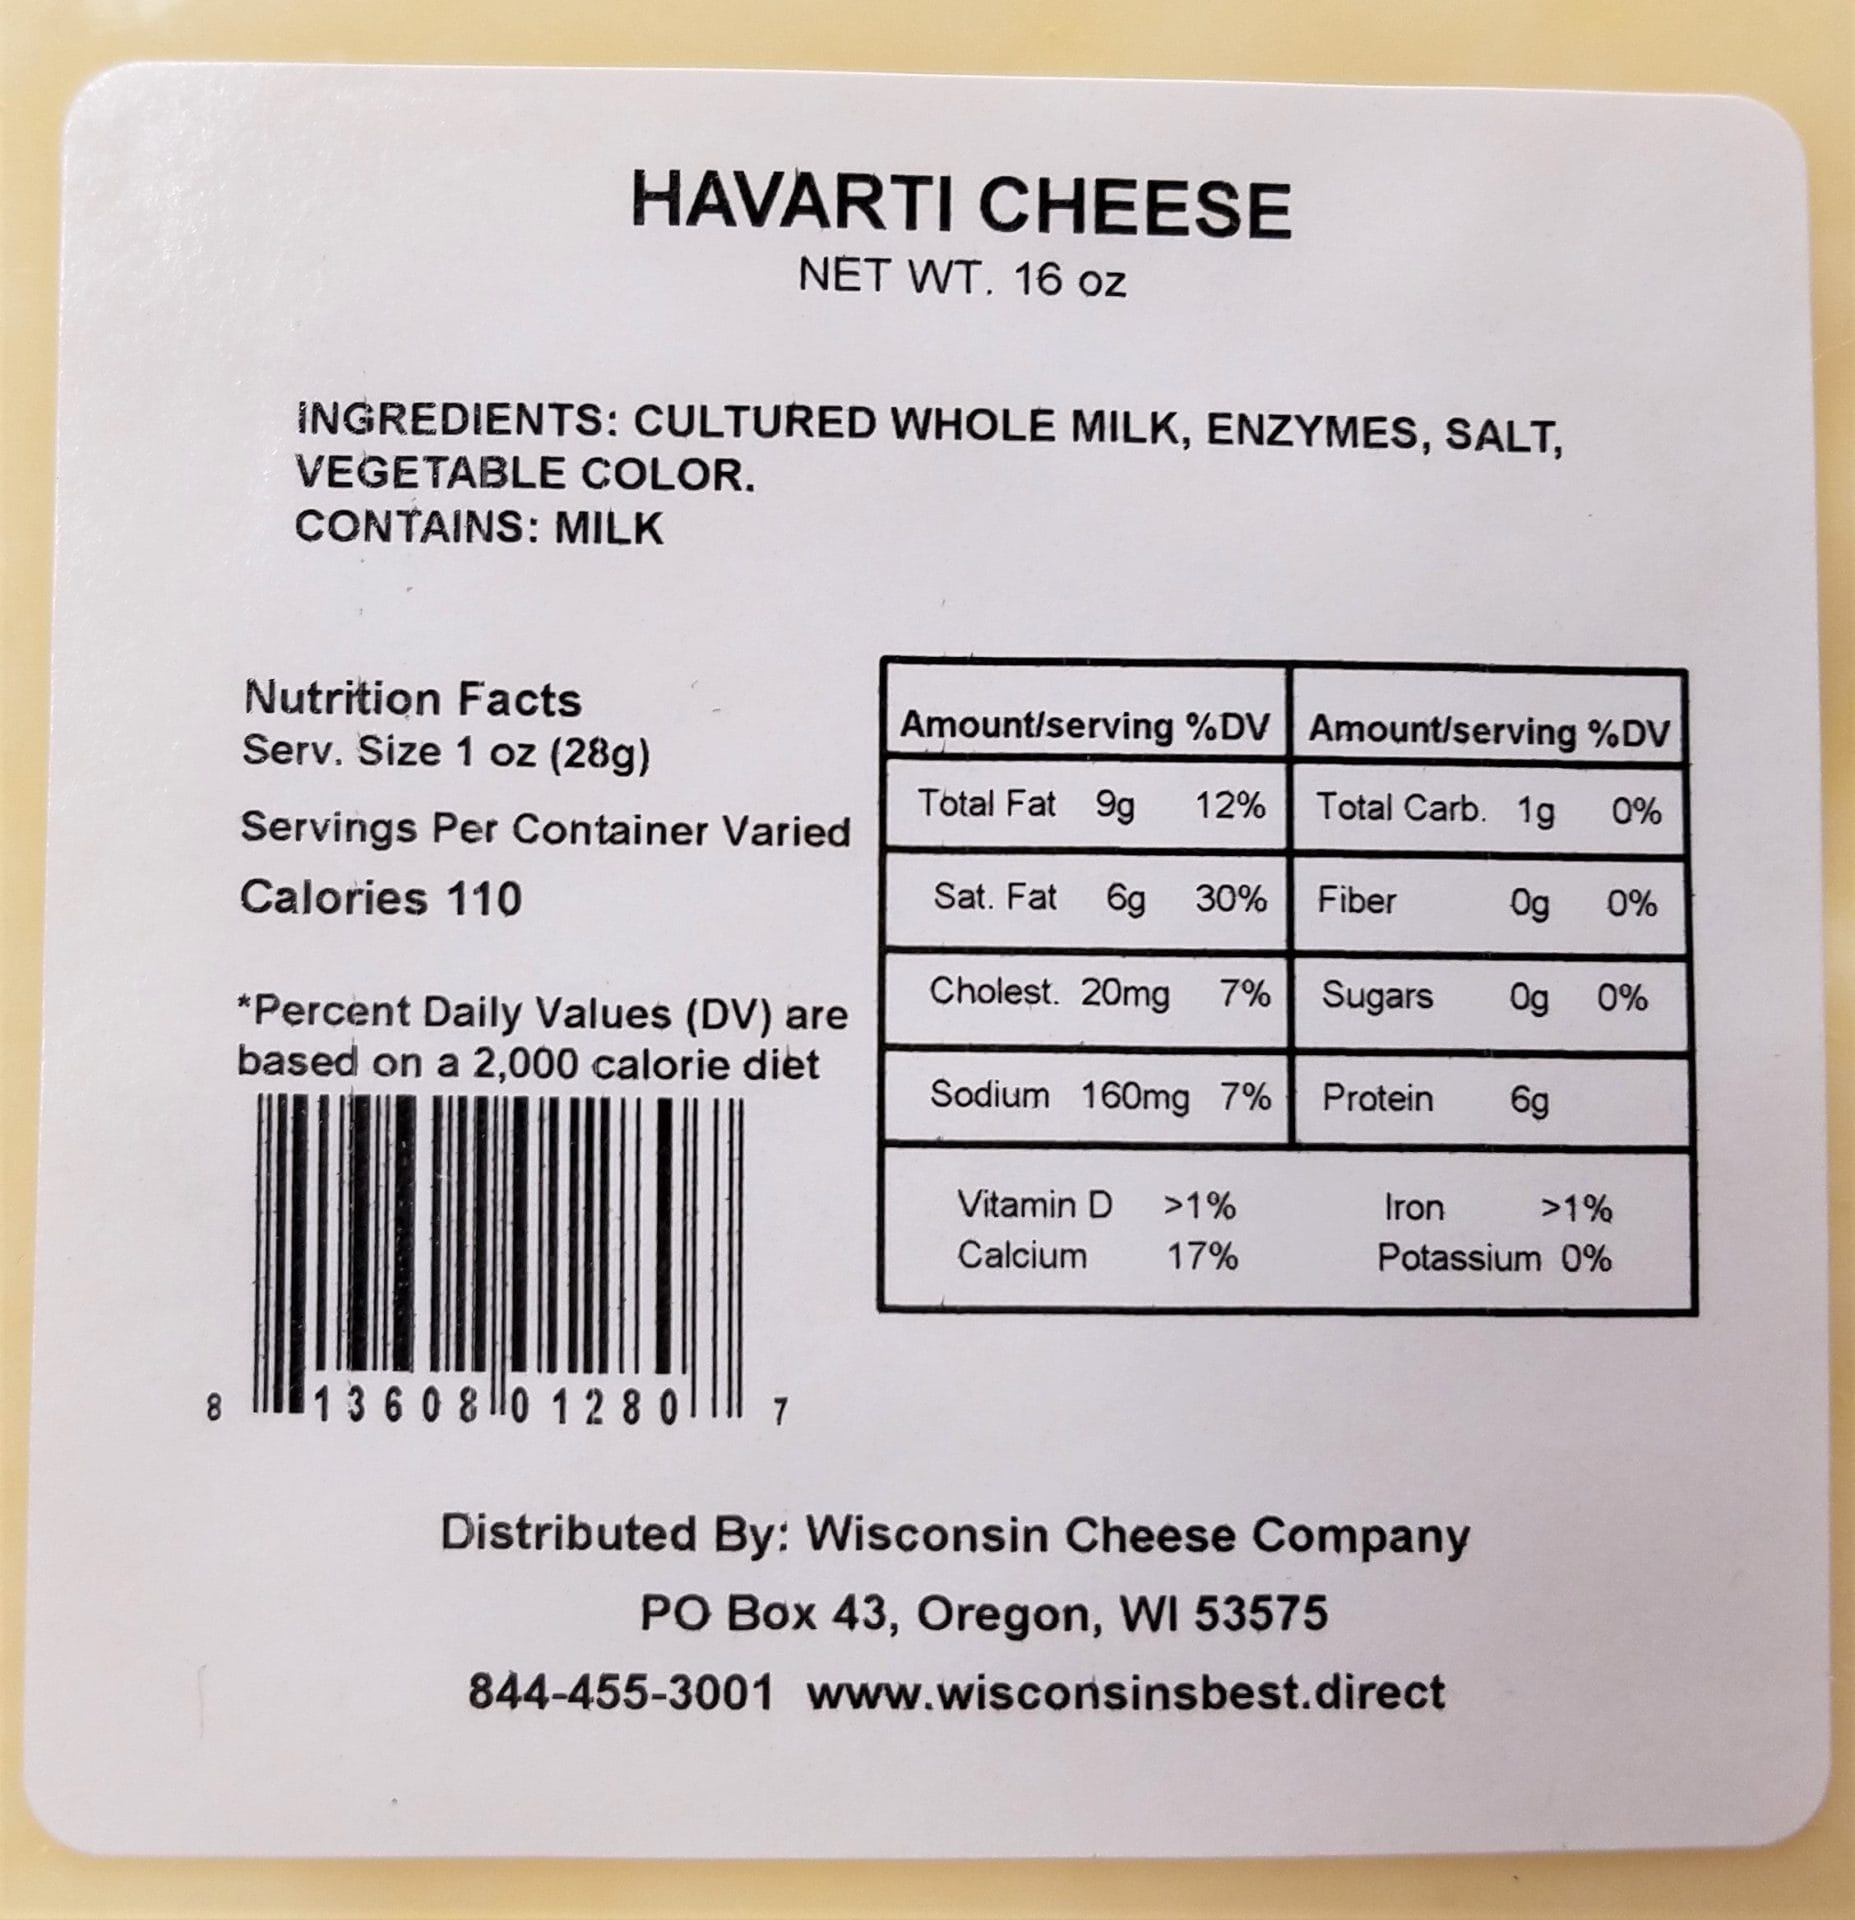 HAVARTI CHEESE
NET WT. 16 oz
INGREDIENTS: CULTURED WHOLE MILK, ENZYMES, SALT,
VEGETABLE COLOR.
CONTAINS: MILK
Nutrition Facts
Serv. Size 1 oz (28g)
Servings Per Container Varied
Calories 110
*Percent Daily Values (DV) are
based on a 2,000 calorie diet
Amount/serving %DV Amount/serving %DV
Total Fat 9g 12% Total Carb. 1g 0%
Sat. Fat 6g 30% Fiber 0g 0%
Cholest. 20mg 7% Sugars 0g 0%
Sodium 160mg 7% Protein 6g
Vitamin D >1% Iron >1%
Calcium 17% Potassium 0%
8 13608 01280 7
Distributed By: Wisconsin Cheese Company
PO Box 43, Oregon, WI 53575
844-455-3001 www.wisconsinsbest.direct